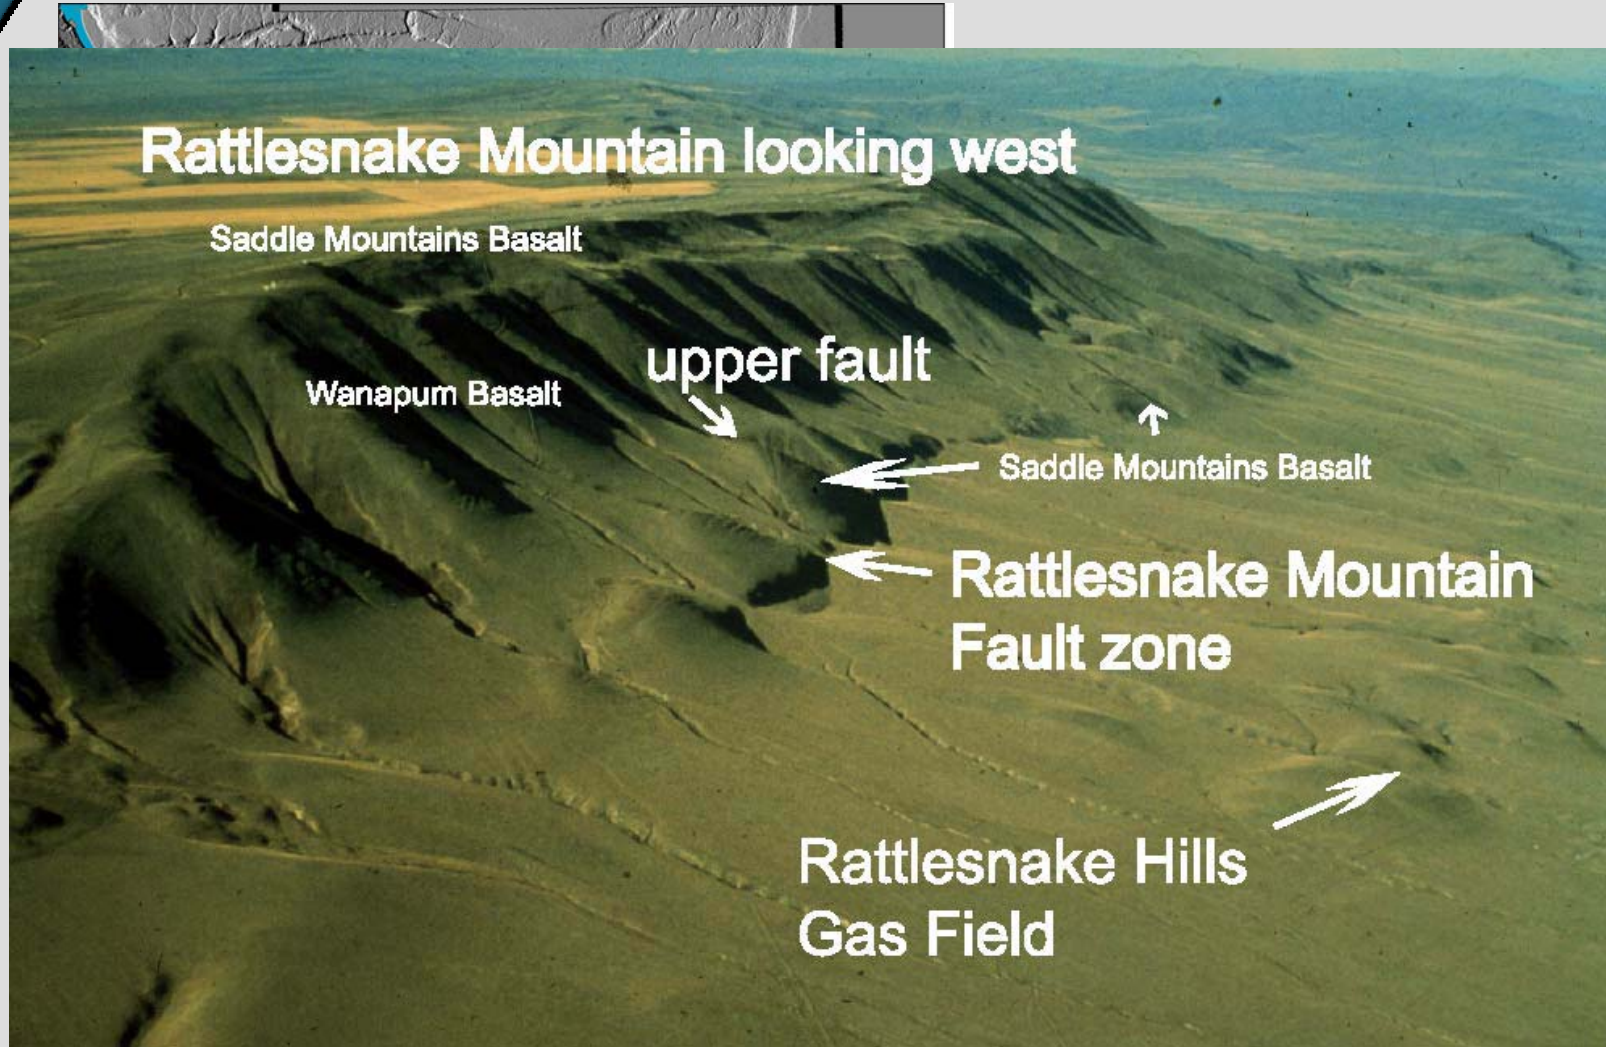 Rattlesnake Mountain looking west
Saddle Mountains Basalt
upper fault
Wanapum Basalt
Saddle Mountains Basalt
Rattlesnake Mountain
Fault zone
Rattlesnake Hills
Gas Field